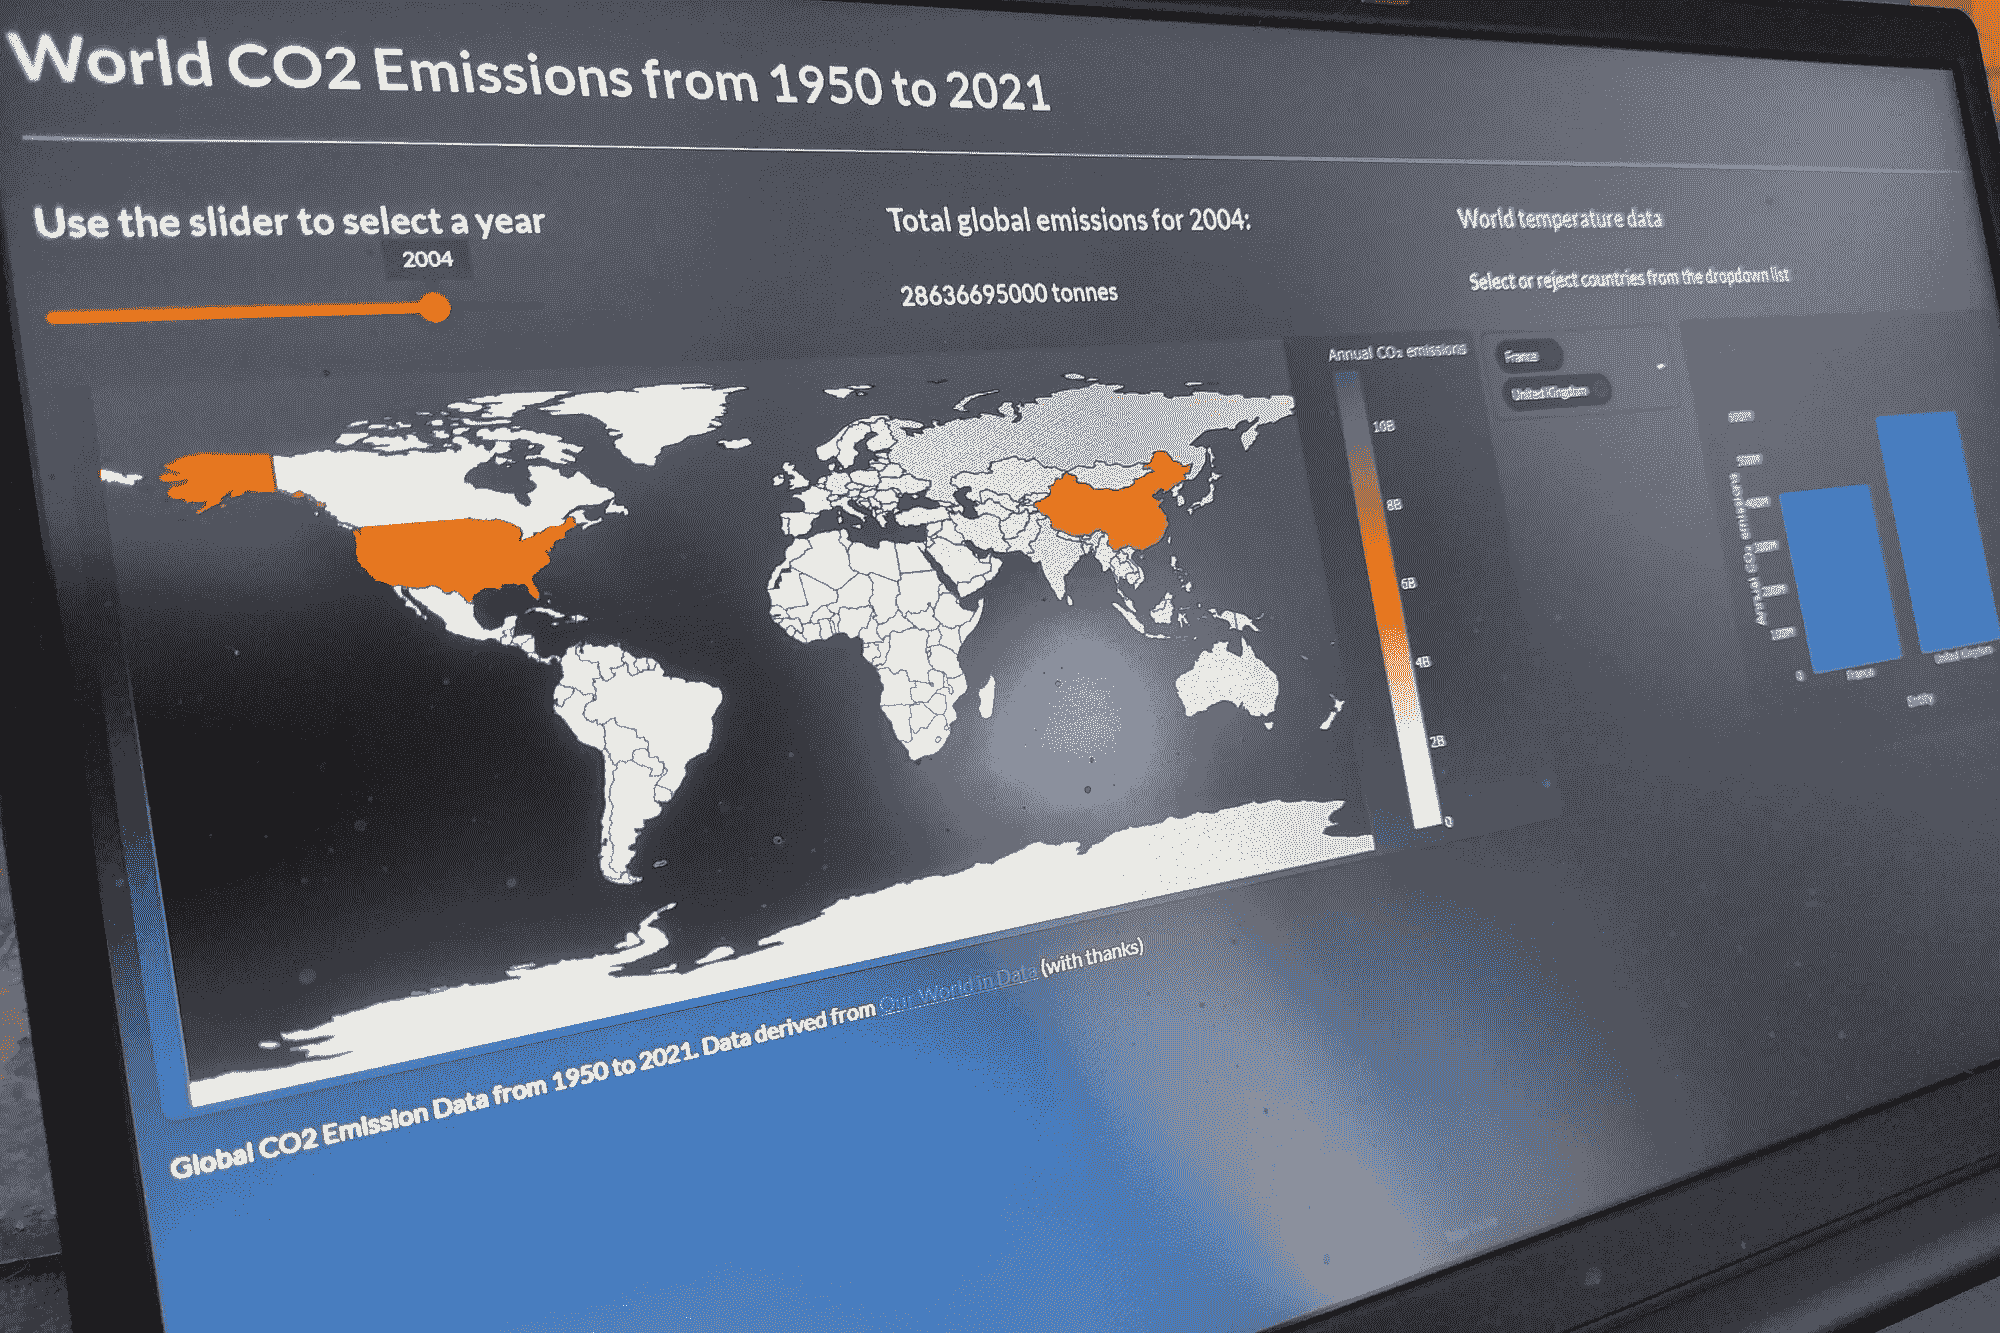 World CO2 Emissions from 1950 to 2021
Use the slider to select a year
2004
Total global emissions for 2004:
28636695000 tonnes
World temperature data
Select or reject countries from the dropdown list
Annual CO₂ emissions
10B
8B
6B
4B
2B
0
France
United Kingdom
500M
100M
0
France
United Kingdom
Entity
Global CO2 Emission Data from 1950 to 2021. Data derived from Our World in Data (with thanks)